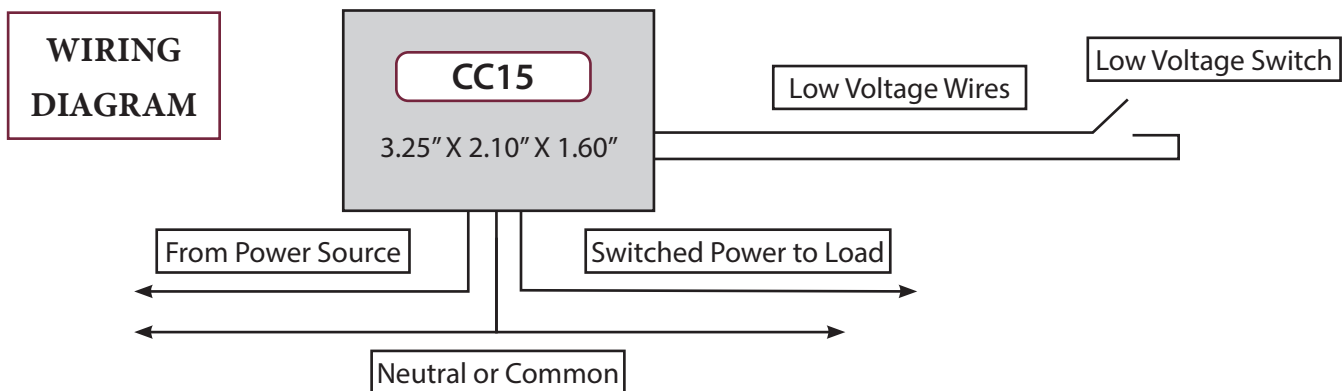 WIRING
DIAGRAM
CC15
3.25” X 2.10” X 1.60”
Low Voltage Wires
Low Voltage Switch
From Power Source
Switched Power to Load
Neutral or Common